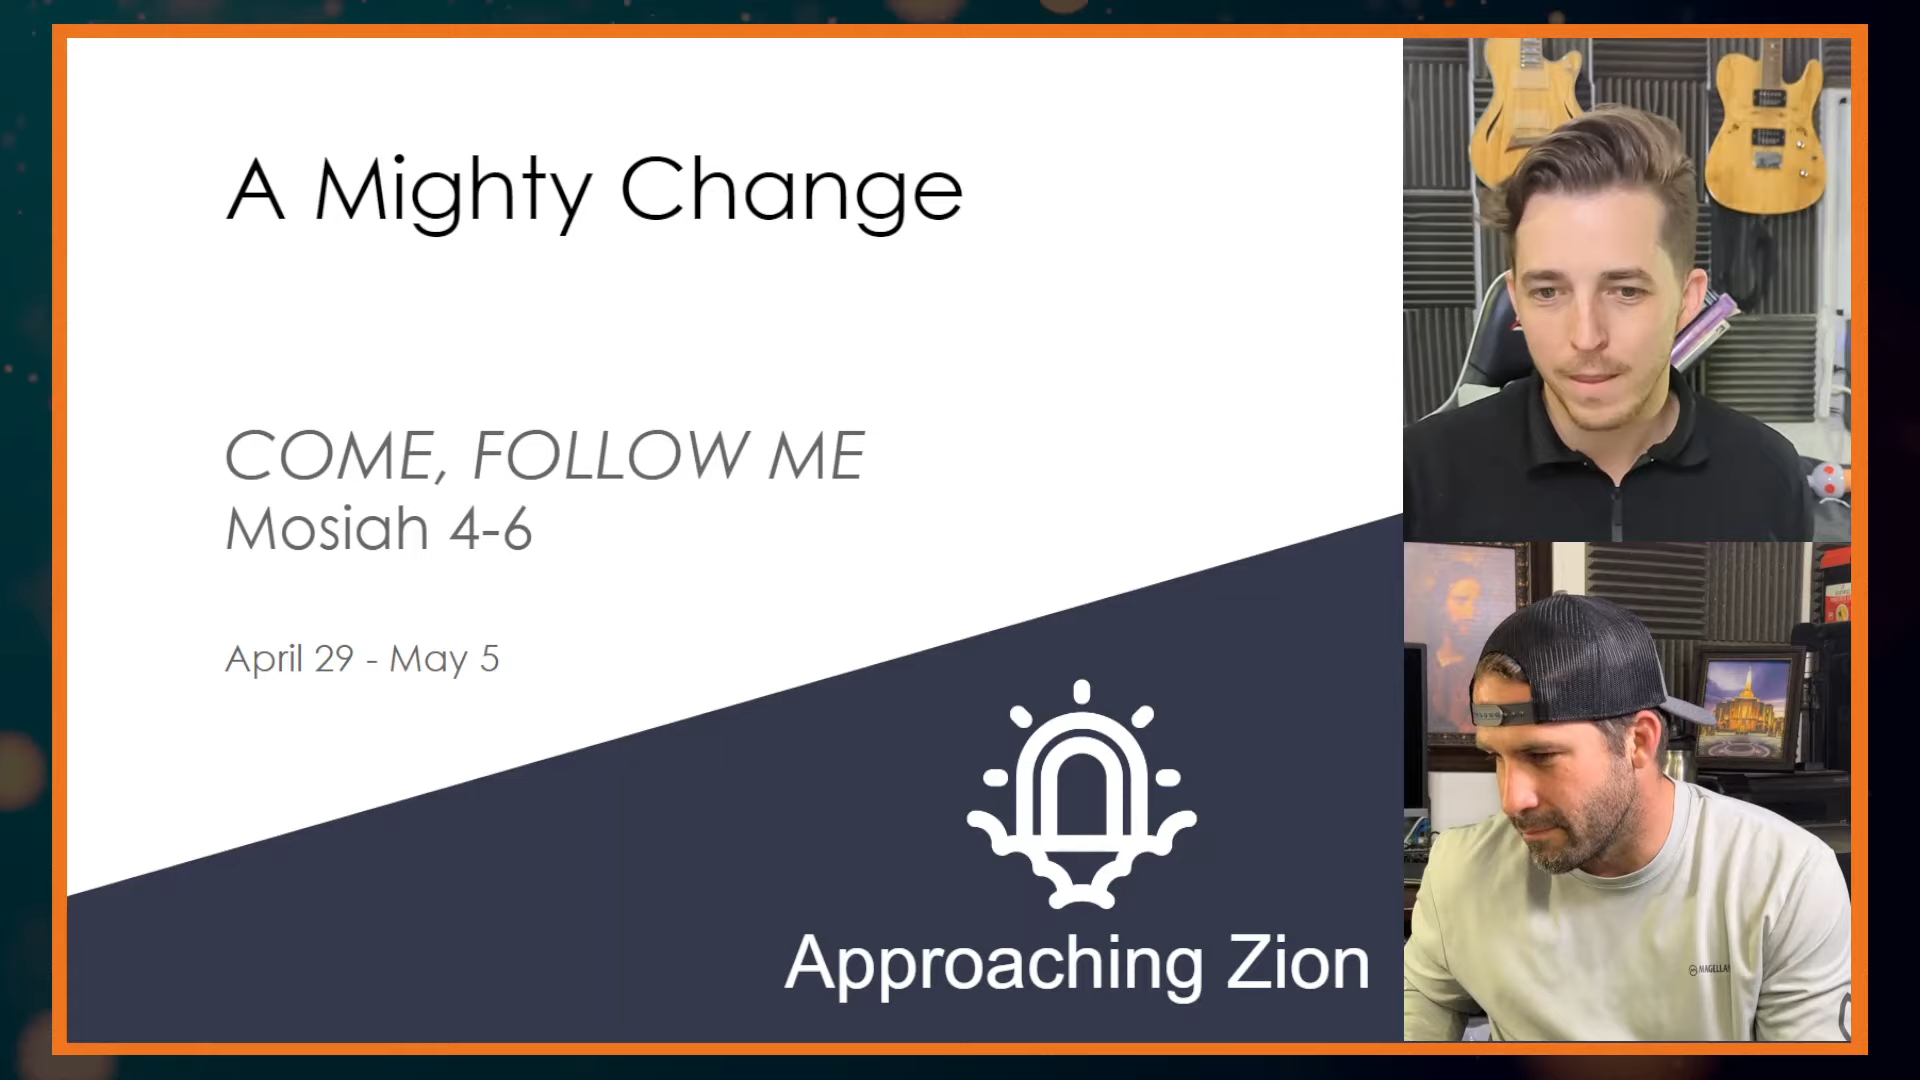 A Mighty Change
COME, FOLLOW ME
Mosiah 4-6
April 29 - May 5
Approaching Zion